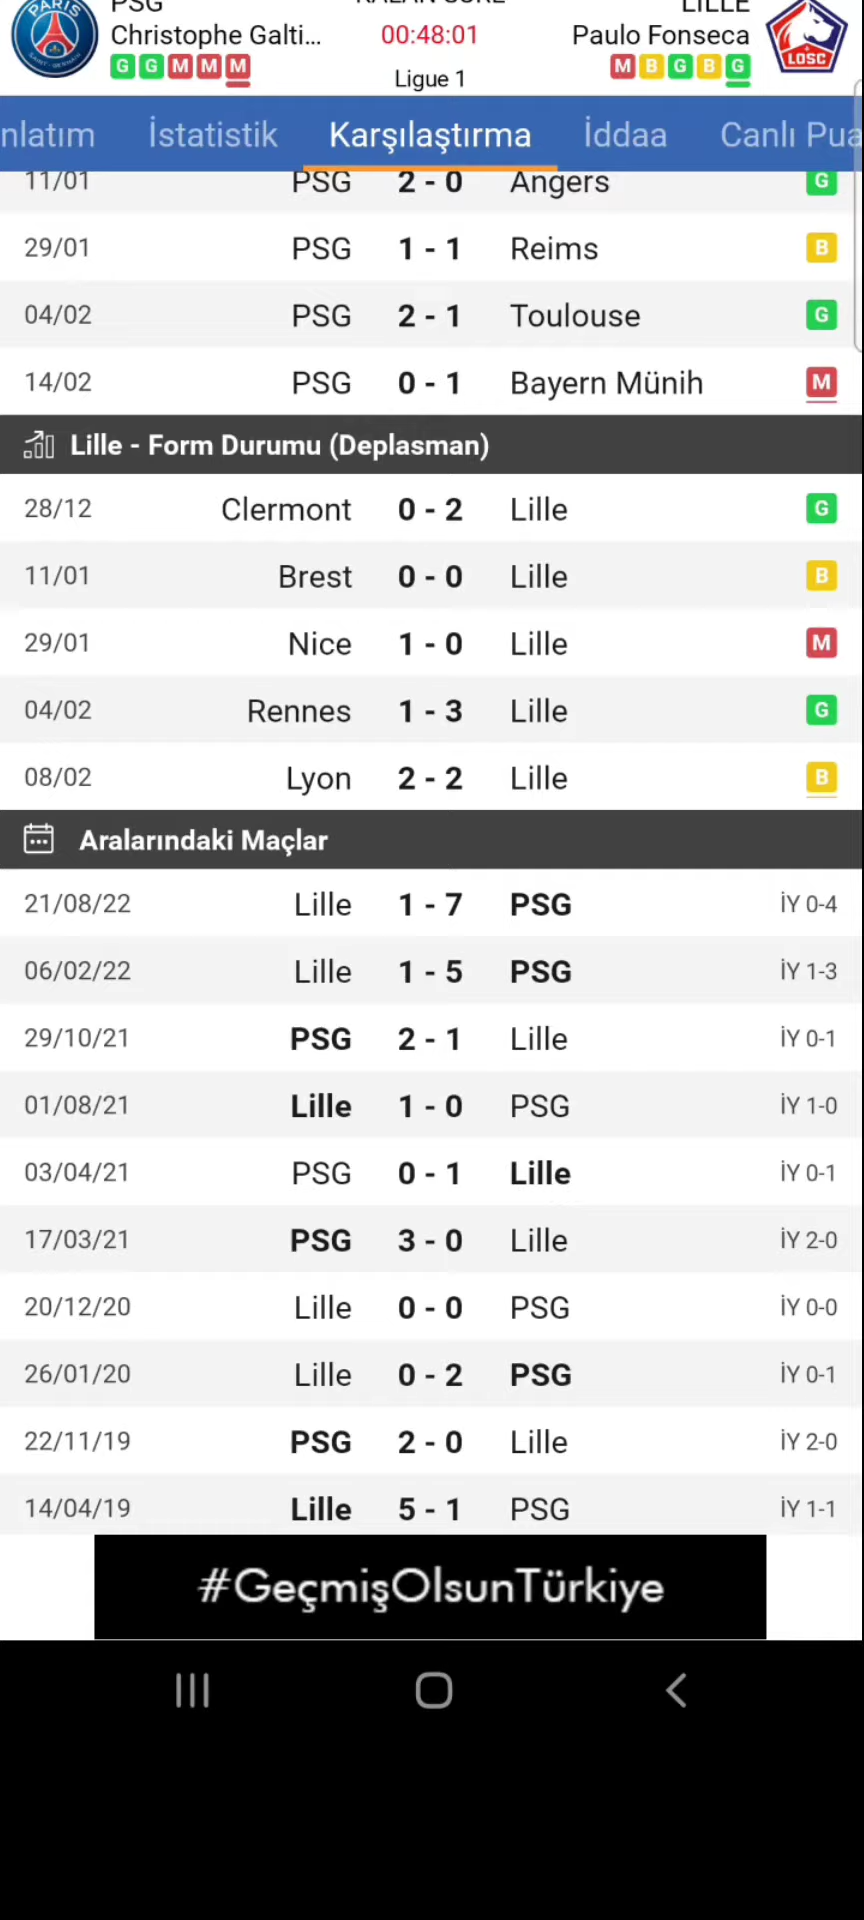 PSG
LILLE
Christophe Galti...
00:48:01
Paulo Fonseca
G G M M M
Ligue 1
M B G B G
PARIS
LOSC
nlatım İstatistik Karşılaştırma İddaa Canlı Pua
11/01 PSG 2 - 0 Angers G
29/01 PSG 1 - 1 Reims B
04/02 PSG 2 - 1 Toulouse G
14/02 PSG 0 - 1 Bayern Münih M
Lille - Form Durumu (Deplasman)
28/12 Clermont 0 - 2 Lille G
11/01 Brest 0 - 0 Lille B
29/01 Nice 1 - 0 Lille M
04/02 Rennes 1 - 3 Lille G
08/02 Lyon 2 - 2 Lille B
Aralarındaki Maçlar
21/08/22 Lille 1 - 7 PSG İY 0-4
06/02/22 Lille 1 - 5 PSG İY 1-3
29/10/21 PSG 2 - 1 Lille İY 0-1
01/08/21 Lille 1 - 0 PSG İY 1-0
03/04/21 PSG 0 - 1 Lille İY 0-1
17/03/21 PSG 3 - 0 Lille İY 2-0
20/12/20 Lille 0 - 0 PSG İY 0-0
26/01/20 Lille 0 - 2 PSG İY 0-1
22/11/19 PSG 2 - 0 Lille İY 2-0
14/04/19 Lille 5 - 1 PSG İY 1-1
#GeçmişOlsunTürkiye